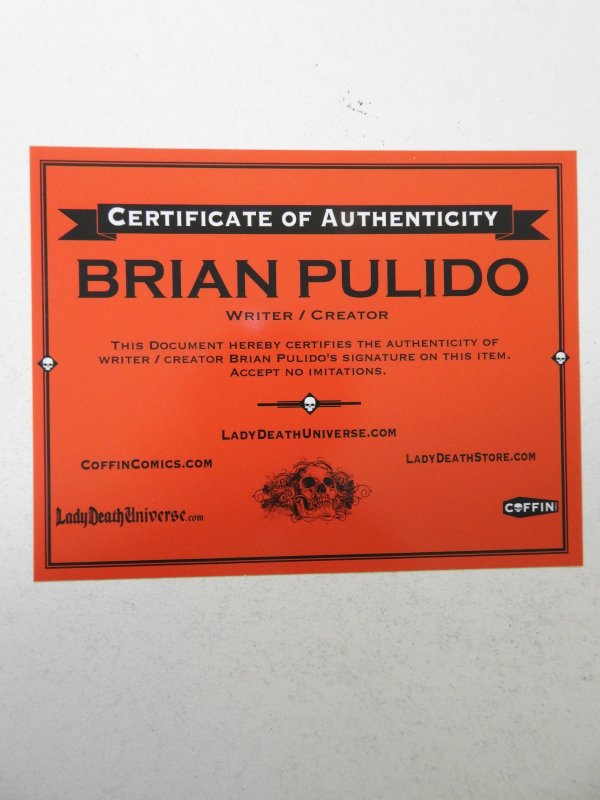 CERTIFICATE OF AUTHENTICITY
BRIAN PULIDO
WRITER / CREATOR
THIS DOCUMENT HEREBY CERTIFIES THE AUTHENTICITY OF
WRITER / CREATOR BRIAN PULIDO'S SIGNATURE ON THIS ITEM.
ACCEPT NO IMITATIONS.
LADYDEATHUNIVERSE.COM
COFFINCOMICS.COM
LADYDEATHSTORE.COM
LadyDeathUniverse.com
COFFIN